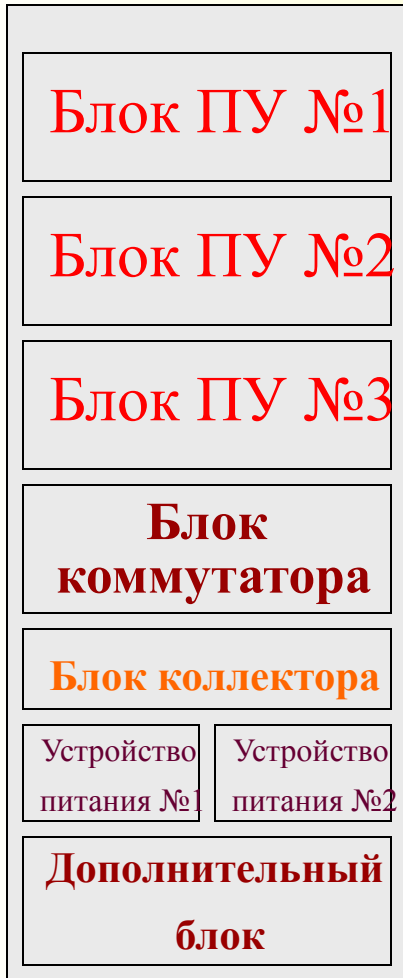 Блок ПУ №1
Блок ПУ №2
Блок ПУ №3
Блок
коммутатора
Блок коллектора
Устройство
питания №1
Устройство
питания №2
Дополнительный
блок